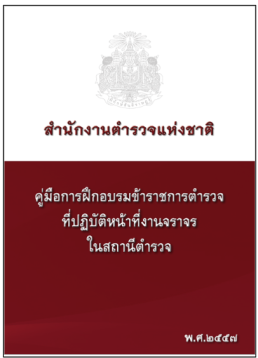 สำนักงานตำรวจแห่งชาติ
คู่มือการฝึกอบรมข้าราชการตำรวจ
ที่ปฏิบัติหน้าที่งานจราจร
ในสถานีตำรวจ
พ.ศ.๒๕๕๗